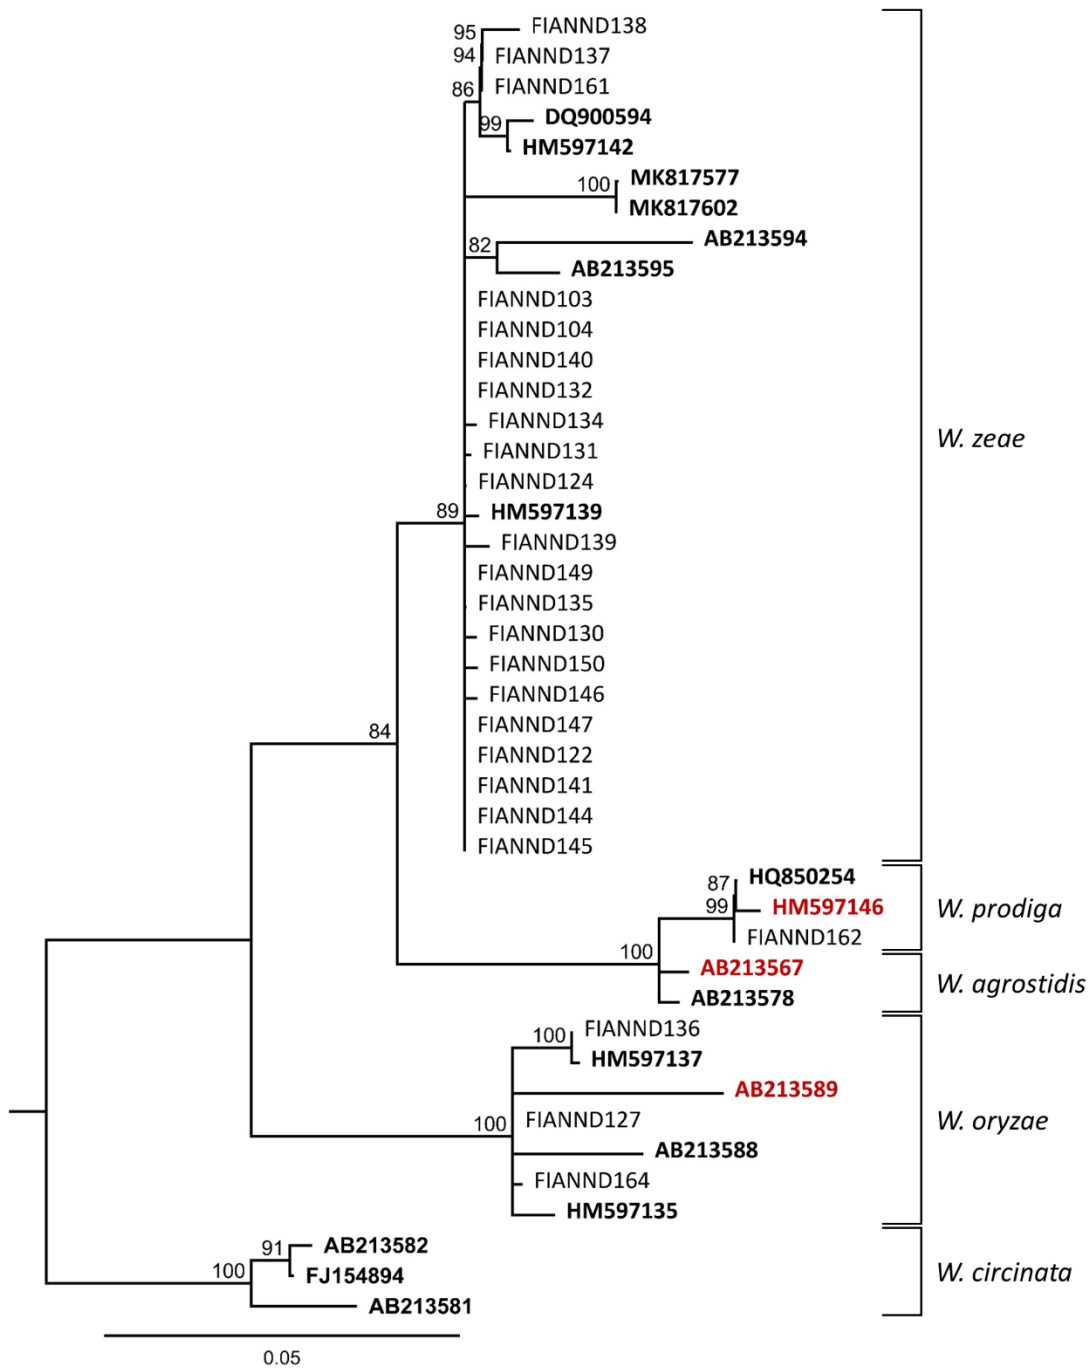 95
FIANND138
94
FIANND137
86
FIANND161
99
DQ900594
HM597142
100
MK817577
MK817602
AB213594
82
AB213595
FIANND103
FIANND104
FIANND140
FIANND132
FIANND134
W. zeae
FIANND131
FIANND124
89
HM597139
FIANND139
FIANND149
FIANND135
FIANND130
FIANND150
FIANND146
FIANND147
84
FIANND122
FIANND141
FIANND144
FIANND145
87
HQ850254
99
HM597146
W. prodiga
FIANND162
100
AB213567
W. agrostidis
AB213578
100
FIANND136
HM597137
AB213589
100
FIANND127
W. oryzae
AB213588
FIANND164
HM597135
91
AB213582
100
FJ154894
W. circinata
AB213581
0.05